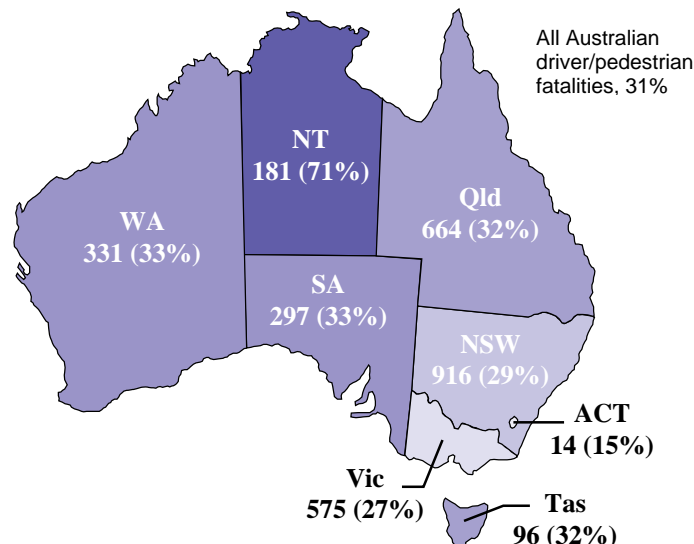 All Australian
driver/pedestrian
fatalities, 31%
NT
181 (71%)
Qld
664 (32%)
WA
331 (33%)
SA
297 (33%)
NSW
916 (29%)
ACT
14 (15%)
Vic
575 (27%)
Tas
96 (32%)